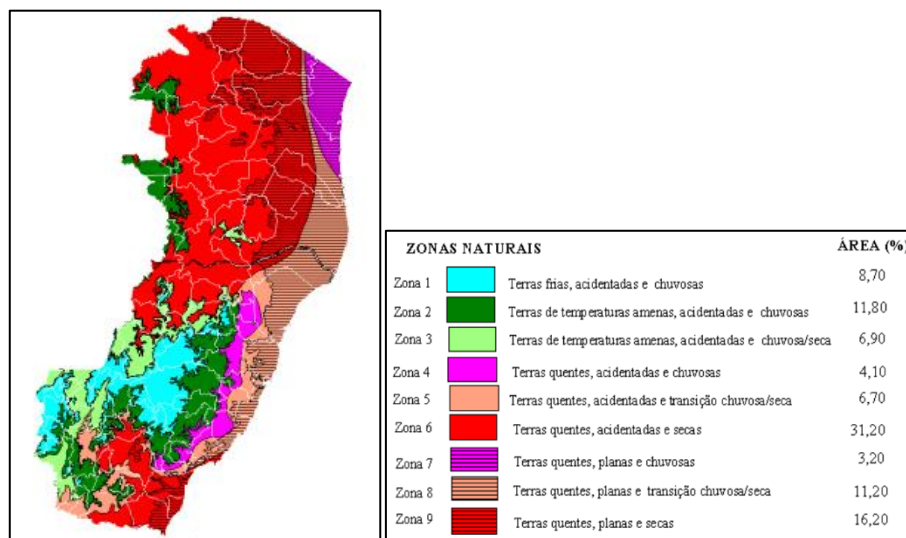 ZONAS NATURAIS ÁREA (%)
Zona 1 Terras frias, acidentadas e chuvosas 8,70
Zona 2 Terras de temperaturas amenas, acidentadas e chuvosas 11,80
Zona 3 Terras de temperaturas amenas, acidentadas e chuvosa/seca 6,90
Zona 4 Terras quentes, acidentadas e chuvosas 4,10
Zona 5 Terras quentes, acidentadas e transição chuvosa/seca 6,70
Zona 6 Terras quentes, acidentadas e secas 31,20
Zona 7 Terras quentes, planas e chuvosas 3,20
Zona 8 Terras quentes, planas e transição chuvosa/seca 11,20
Zona 9 Terras quentes, planas e secas 16,20